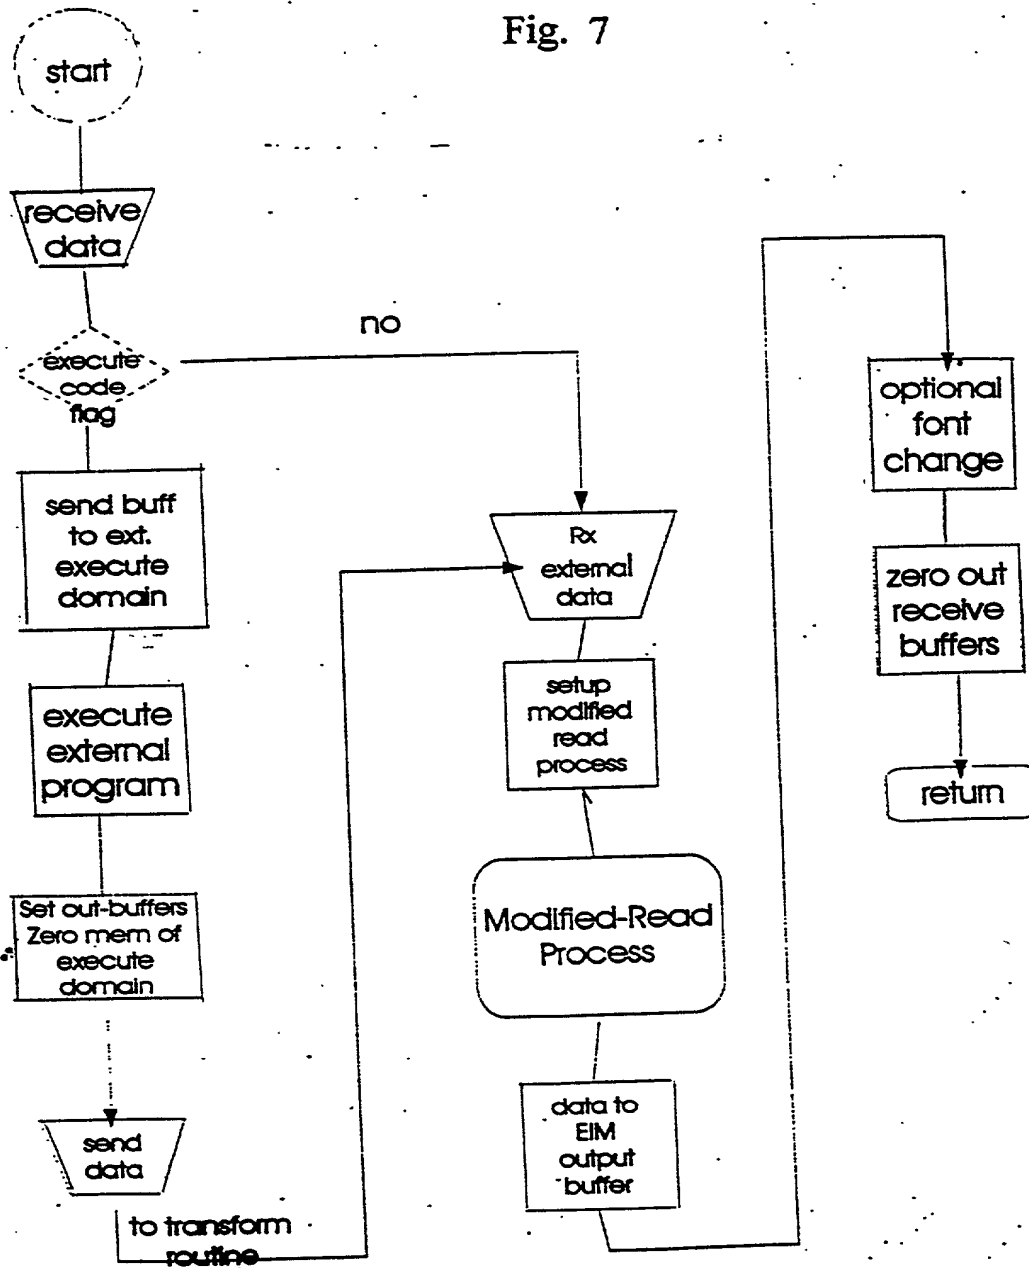 Fig. 7
start
receive
data
execute
code
flag
no
send buff
to ext.
execute
domain
execute
external
program
Set out-buffers
Zero mem of
execute
domain
send
data
to transform
routine
Rx
external
data
setup
modified
read
process
Modified-Read
Process
data to
EIM
output
buffer
optional
font
change
zero out
receive
buffers
return